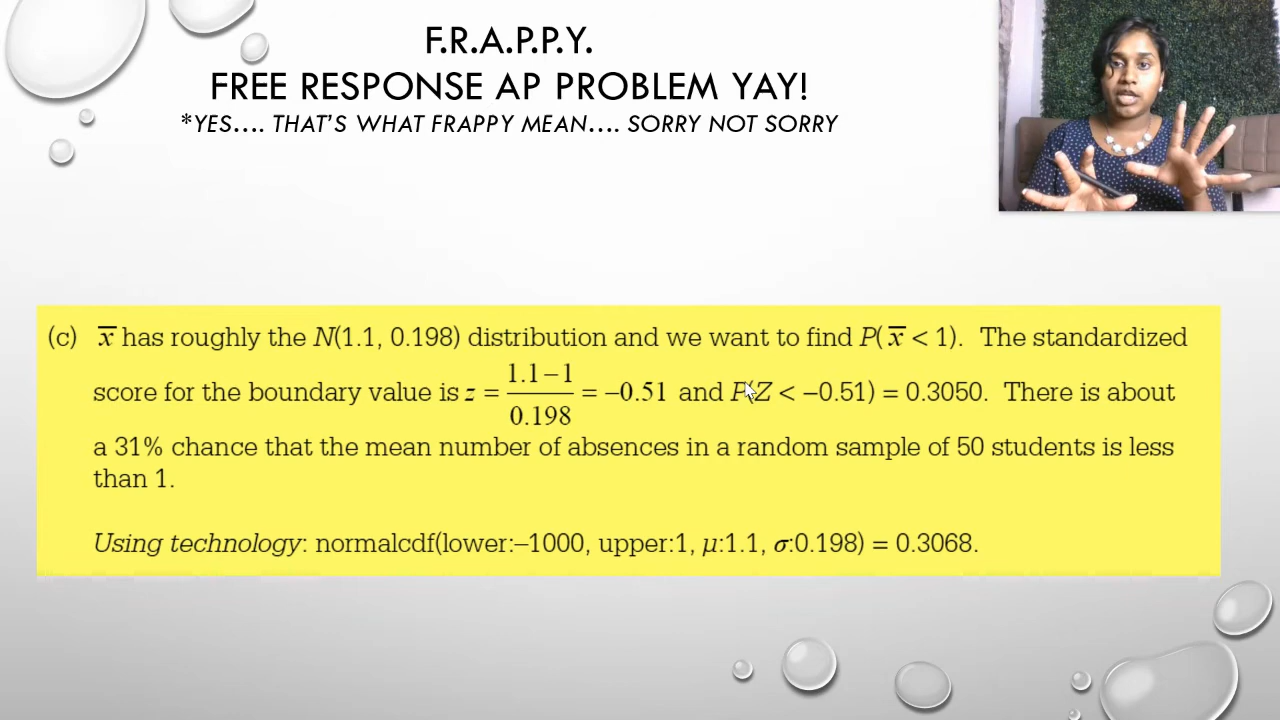 F.R.A.P.P.Y.
FREE RESPONSE AP PROBLEM YAY!
*YES.... THAT'S WHAT FRAPPY MEAN.... SORRY NOT SORRY
(c) x̅ has roughly the N(1.1, 0.198) distribution and we want to find P( x̅ < 1). The standardized
score for the boundary value is z = (1.1−1)/0.198 = −0.51 and P(Z < −0.51) = 0.3050. There is about
a 31% chance that the mean number of absences in a random sample of 50 students is less
than 1.
Using technology: normalcdf(lower:−1000, upper:1, μ:1.1, σ:0.198) = 0.3068.